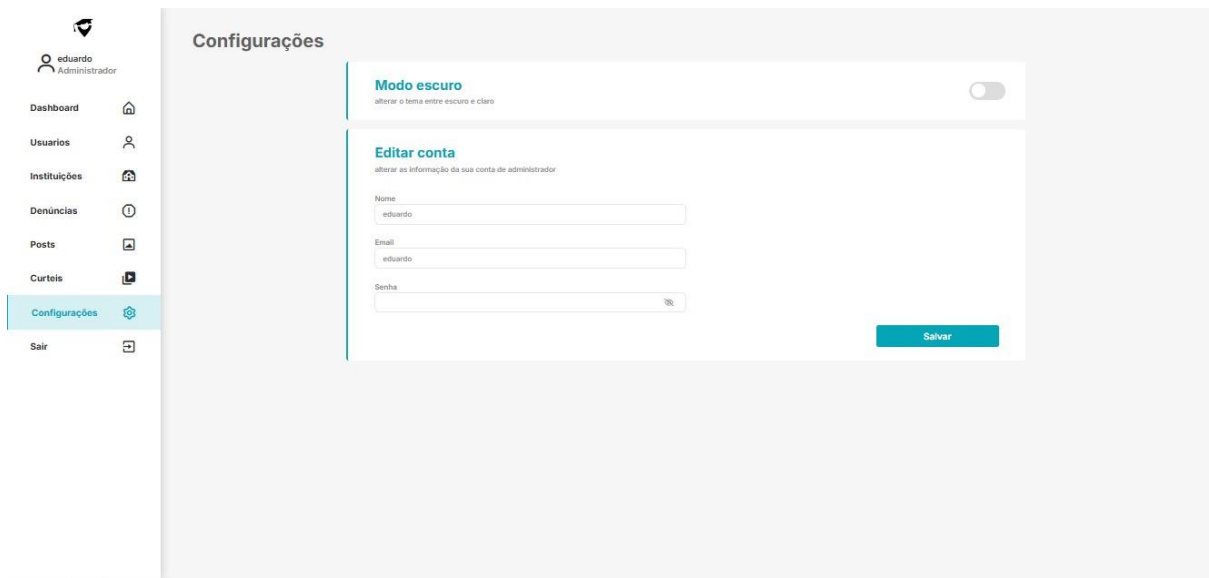 eduardo
Administrador
Dashboard
Usuarios
Instituições
Denúncias
Posts
Curteis
Configurações
Sair
Configurações
Modo escuro
alterar o tema entre escuro e claro
Editar conta
alterar as informação da sua conta de administrador
Nome
eduardo
Email
eduardo
Senha
Salvar